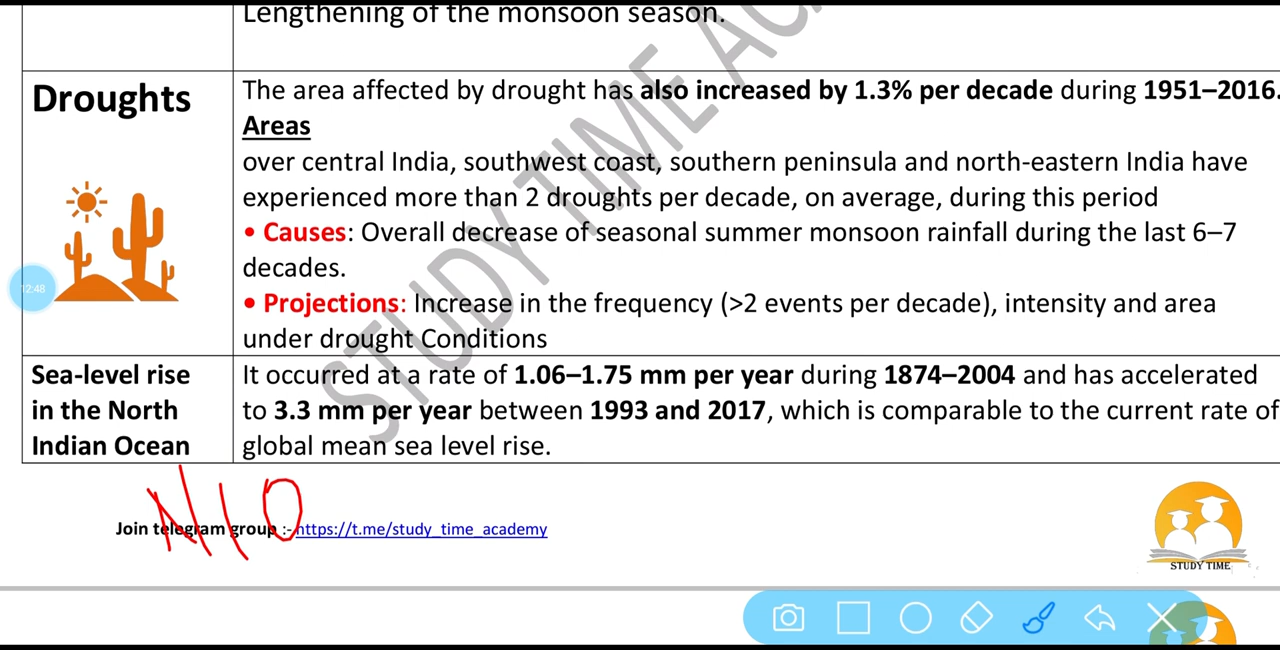 Lengthening of the monsoon season.
Droughts
The area affected by drought has also increased by 1.3% per decade during 1951–2016.
Areas
over central India, southwest coast, southern peninsula and north-eastern India have
experienced more than 2 droughts per decade, on average, during this period
• Causes: Overall decrease of seasonal summer monsoon rainfall during the last 6–7
decades.
• Projections: Increase in the frequency (>2 events per decade), intensity and area
under drought Conditions
12:48
Sea-level rise
in the North
Indian Ocean
It occurred at a rate of 1.06–1.75 mm per year during 1874–2004 and has accelerated
to 3.3 mm per year between 1993 and 2017, which is comparable to the current rate of
global mean sea level rise.
NIO
Join telegram group :- https://t.me/study_time_academy
STUDY TIME
STUDY TIME ACA